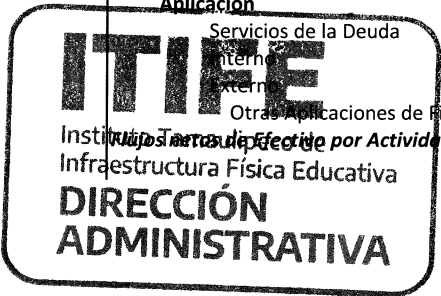 Aplicación
Servicios de la Deuda
Interno
Externo
Otras Aplicaciones de F
Flujos netos de Efectivo por Activida
ITIFE
Instituto Tamaulipeco de
Infraestructura Física Educativa
DIRECCIÓN
ADMINISTRATIVA